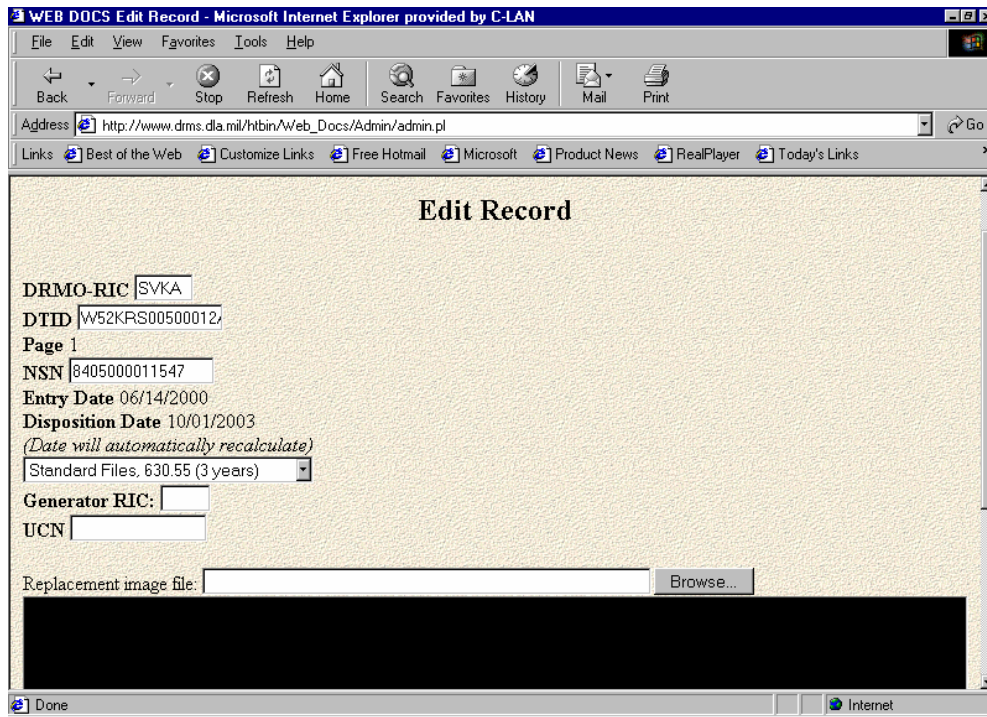 WEB DOCS Edit Record - Microsoft Internet Explorer provided by C-LAN
File Edit View Favorites Tools Help
Back Forward Stop Refresh Home Search Favorites History Mail Print
Address http://www.drms.dla.mil/htbin/Web_Docs/Admin/admin.pl Go
Links Best of the Web Customize Links Free Hotmail Microsoft Product News RealPlayer Today's Links
Edit Record
DRMO-RIC SVKA
DTID W52KRS00500012A
Page 1
NSN 8405000011547
Entry Date 06/14/2000
Disposition Date 10/01/2003
(Date will automatically recalculate)
Standard Files, 630.55 (3 years)
Generator RIC:
UCN
Replacement image file: Browse...
Done Internet